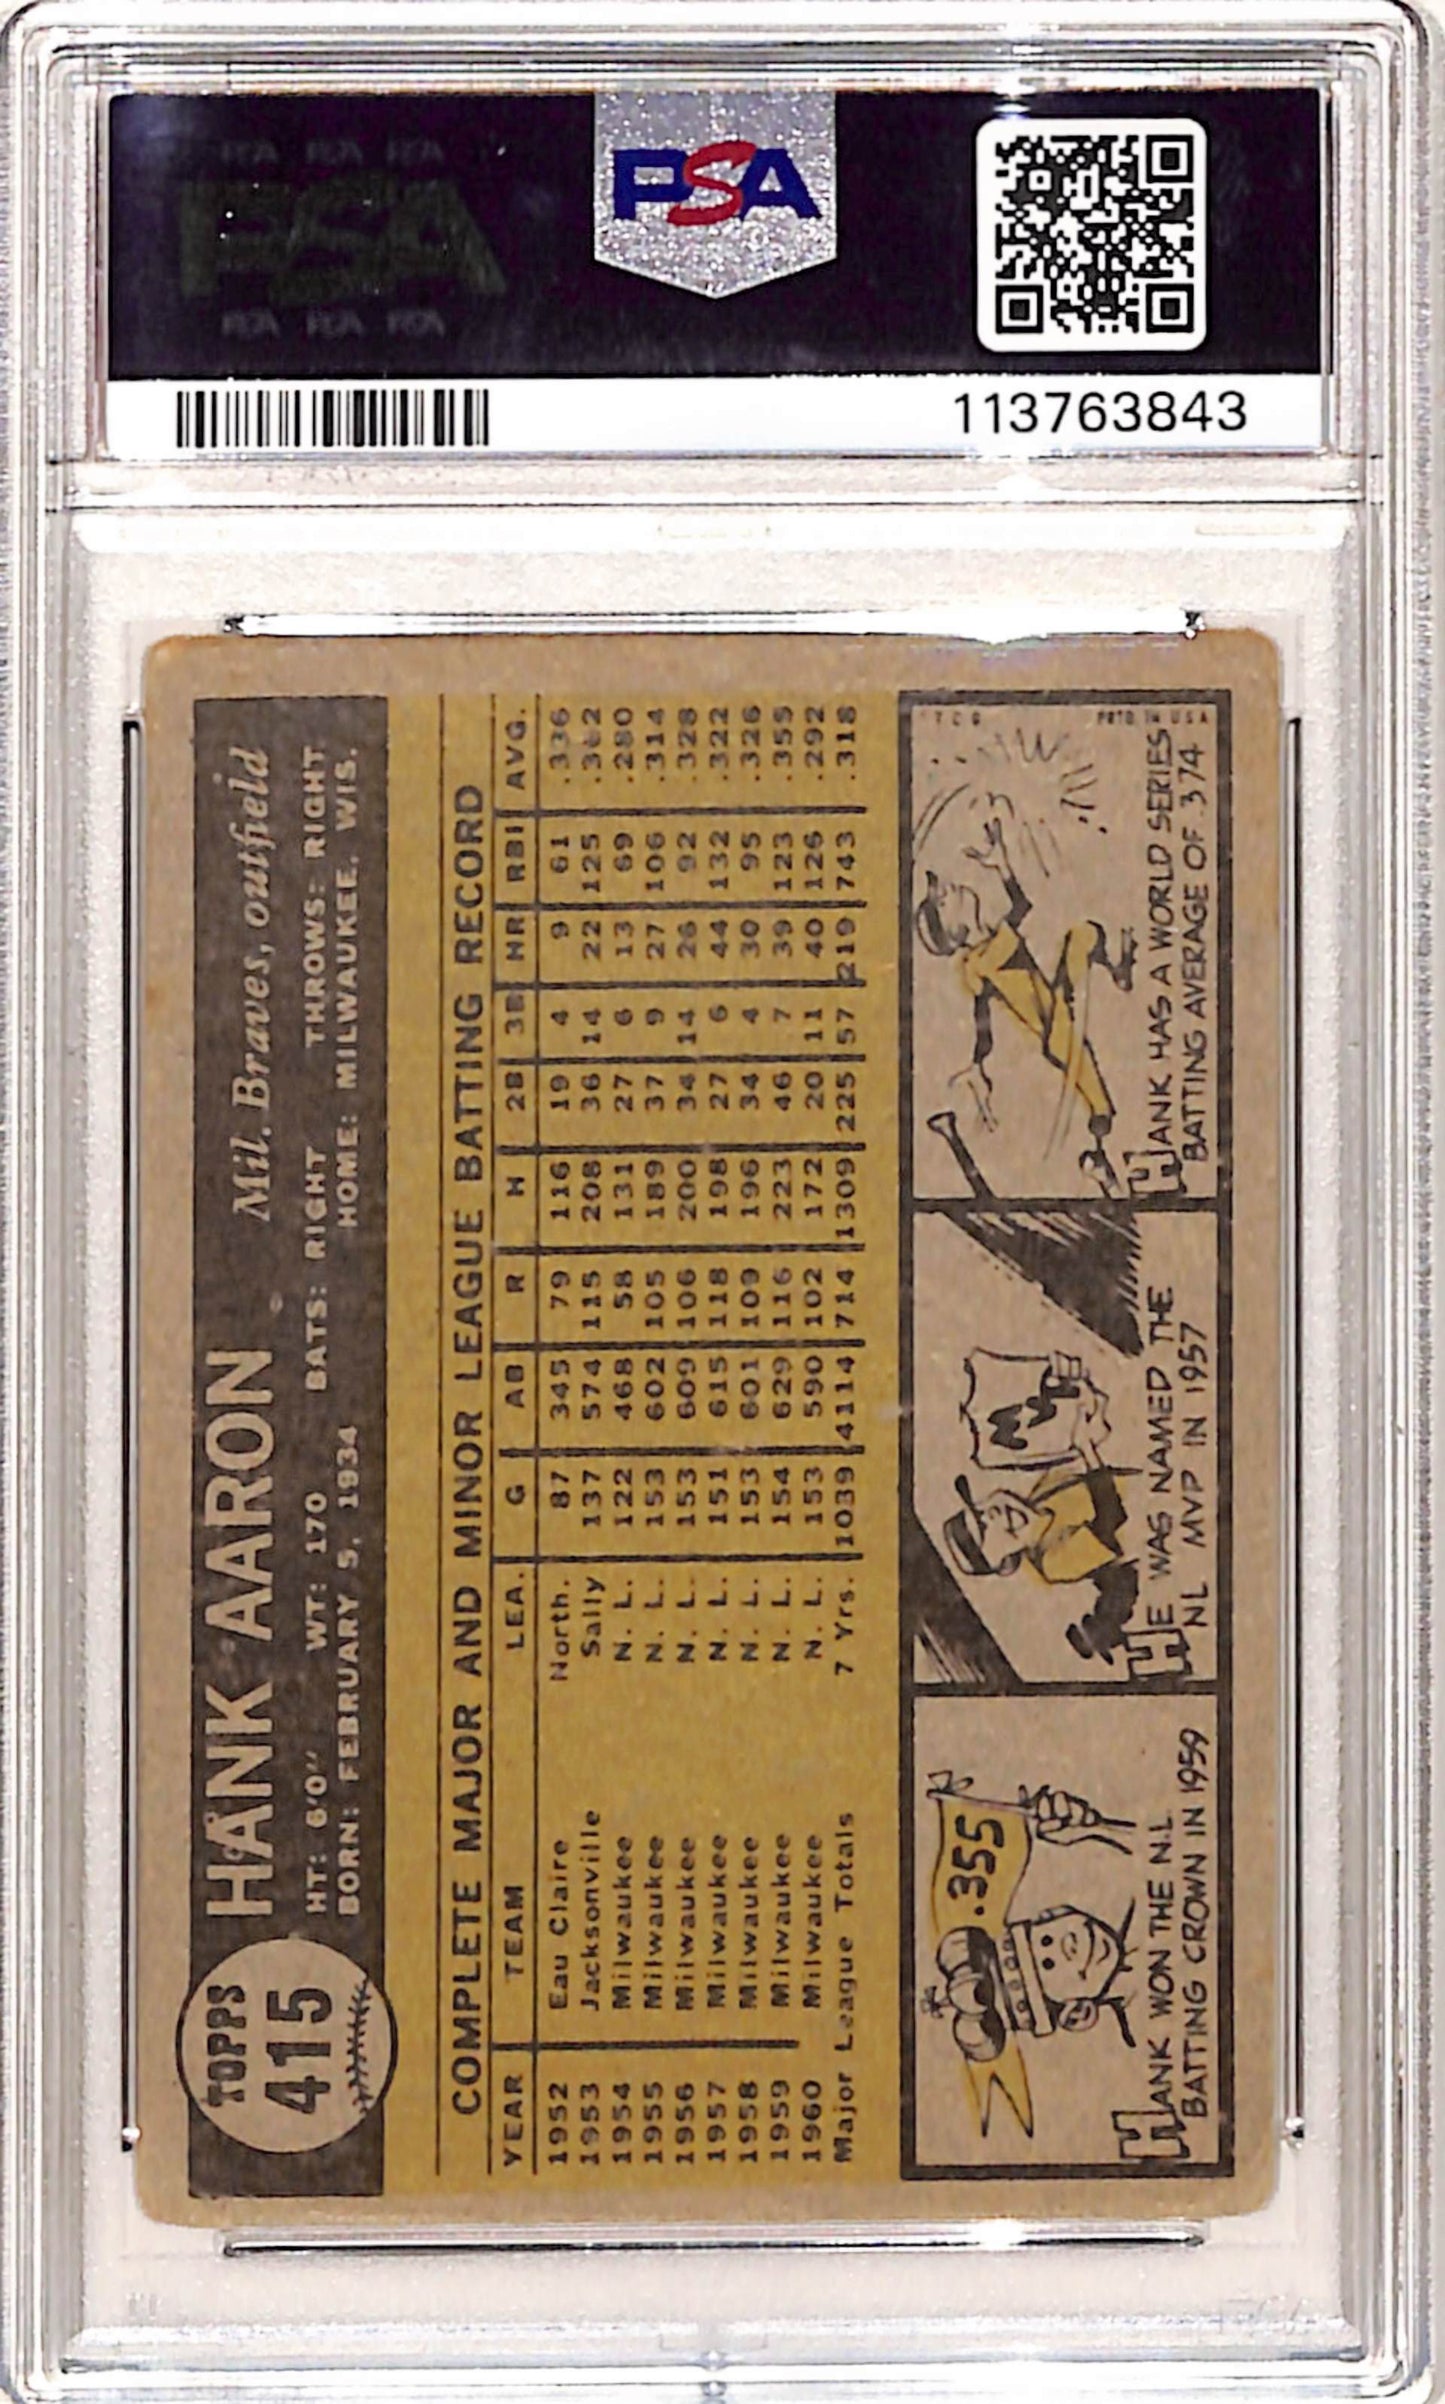 PSA
113763843
TOPPS
415
HANK AARON Mil. Braves, outfield
HT: 6'0" WT: 170 BATS: RIGHT THROWS: RIGHT
BORN: FEBRUARY 5, 1934 HOME: MILWAUKEE, WIS.
COMPLETE MAJOR AND MINOR LEAGUE BATTING RECORD
YEAR TEAM LEA. G AB R H 2B 3B HR RBI AVG.
1952 Eau Claire North. 87 345 79 116 19 4 9 61 .336
1953 Jacksonville Sally 137 574 115 208 36 14 22 125 .362
1954 Milwaukee N. L. 122 468 58 131 27 6 13 69 .280
1955 Milwaukee N. L. 153 602 105 189 37 9 27 106 .314
1956 Milwaukee N. L. 153 609 106 200 34 14 26 92 .328
1957 Milwaukee N. L. 151 615 118 198 27 6 44 132 .322
1958 Milwaukee N. L. 153 601 109 196 34 4 30 95 .326
1959 Milwaukee N. L. 154 629 116 223 46 7 39 123 .355
1960 Milwaukee N. L. 153 590 102 172 20 11 40 126 .292
Major League Totals 7 Yrs. 1039 4114 714 1309 225 57 219 743 .318
.355
HANK WON THE N.L.
BATTING CROWN IN 1959
MVP
HE WAS NAMED THE
NL MVP IN 1957
T.C.G. PRTD. IN U.S.A.
HANK HAS A WORLD SERIES
BATTING AVERAGE OF .374